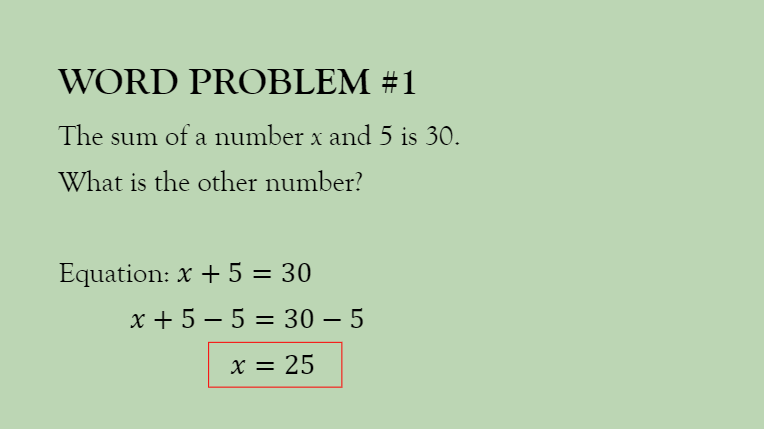 WORD PROBLEM #1
The sum of a number x and 5 is 30.
What is the other number?
Equation: x + 5 = 30
x + 5 − 5 = 30 − 5
x = 25